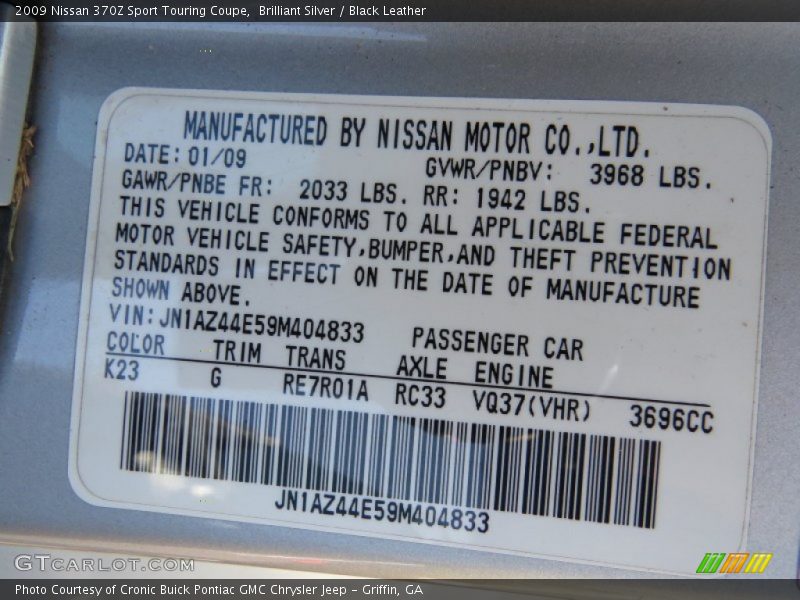 2009 Nissan 370Z Sport Touring Coupe,  Brilliant Silver / Black Leather
MANUFACTURED BY NISSAN MOTOR CO.,LTD.
DATE: 01/09 GVWR/PNBV: 3968 LBS.
GAWR/PNBE FR: 2033 LBS. RR: 1942 LBS.
THIS VEHICLE CONFORMS TO ALL APPLICABLE FEDERAL
MOTOR VEHICLE SAFETY,BUMPER,AND THEFT PREVENTION
STANDARDS IN EFFECT ON THE DATE OF MANUFACTURE
SHOWN ABOVE.
VIN: JN1AZ44E59M404833 PASSENGER CAR
COLOR TRIM TRANS AXLE ENGINE
K23 G RE7R01A RC33 VQ37(VHR) 3696CC
JN1AZ44E59M404833
GTCARLOT.COM
Photo Courtesy of Cronic Buick Pontiac GMC Chrysler Jeep - Griffin, GA